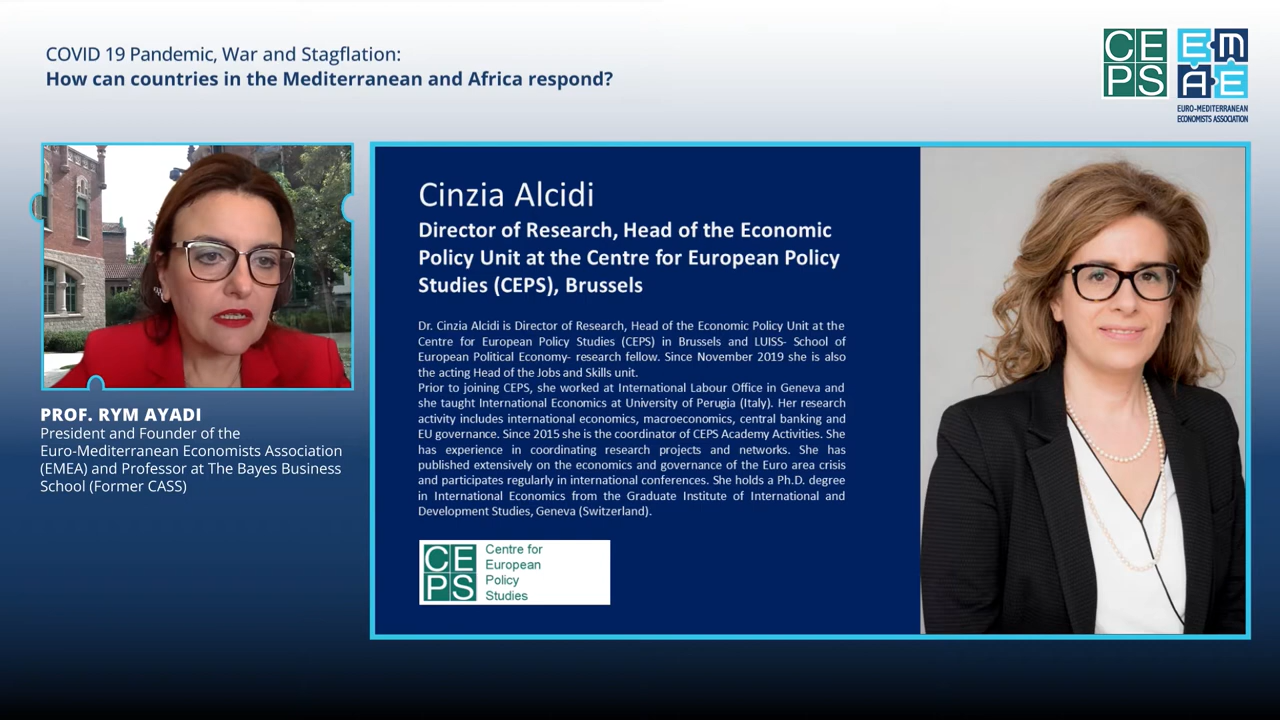 COVID 19 Pandemic, War and Stagflation:
How can countries in the Mediterranean and Africa respond?
CE
PS
EM
AE
EURO-MEDITERRANEAN
ECONOMISTS ASSOCIATION
PROF. RYM AYADI
President and Founder of the
Euro-Mediterranean Economists Association
(EMEA) and Professor at The Bayes Business
School (Former CASS)
Cinzia Alcidi
Director of Research, Head of the Economic
Policy Unit at the Centre for European Policy
Studies (CEPS), Brussels
Dr. Cinzia Alcidi is Director of Research, Head of the Economic Policy Unit at the
Centre for European Policy Studies (CEPS) in Brussels and LUISS- School of
European Political Economy- research fellow. Since November 2019 she is also
the acting Head of the Jobs and Skills unit.
Prior to joining CEPS, she worked at International Labour Office in Geneva and
she taught International Economics at University of Perugia (Italy). Her research
activity includes international economics, macroeconomics, central banking and
EU governance. Since 2015 she is the coordinator of CEPS Academy Activities. She
has experience in coordinating research projects and networks. She has
published extensively on the economics and governance of the Euro area crisis
and participates regularly in international conferences. She holds a Ph.D. degree
in International Economics from the Graduate Institute of International and
Development Studies, Geneva (Switzerland).
CE
PS
Centre for
European
Policy
Studies